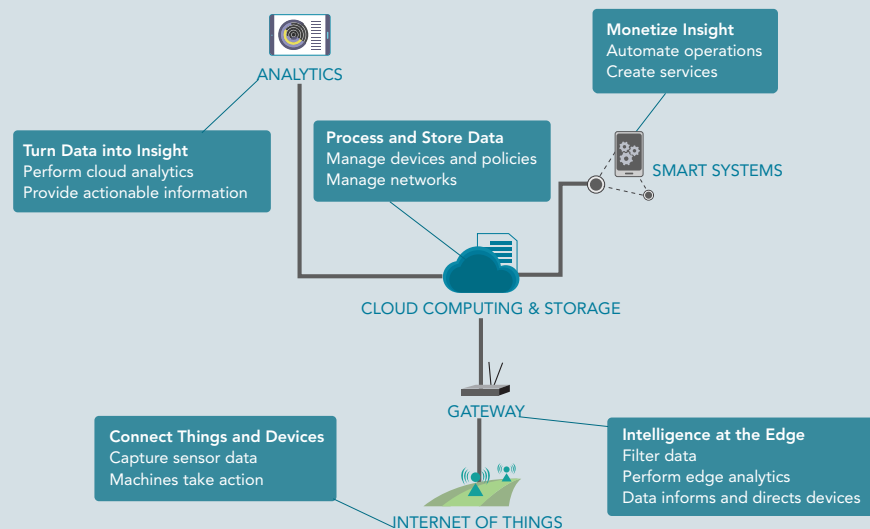 Monetize Insight
Automate operations
Create services
ANALYTICS
Turn Data into Insight
Perform cloud analytics
Provide actionable information
Process and Store Data
Manage devices and policies
Manage networks
SMART SYSTEMS
CLOUD COMPUTING & STORAGE
GATEWAY
Connect Things and Devices
Capture sensor data
Machines take action
Intelligence at the Edge
Filter data
Perform edge analytics
Data informs and directs devices
INTERNET OF THINGS